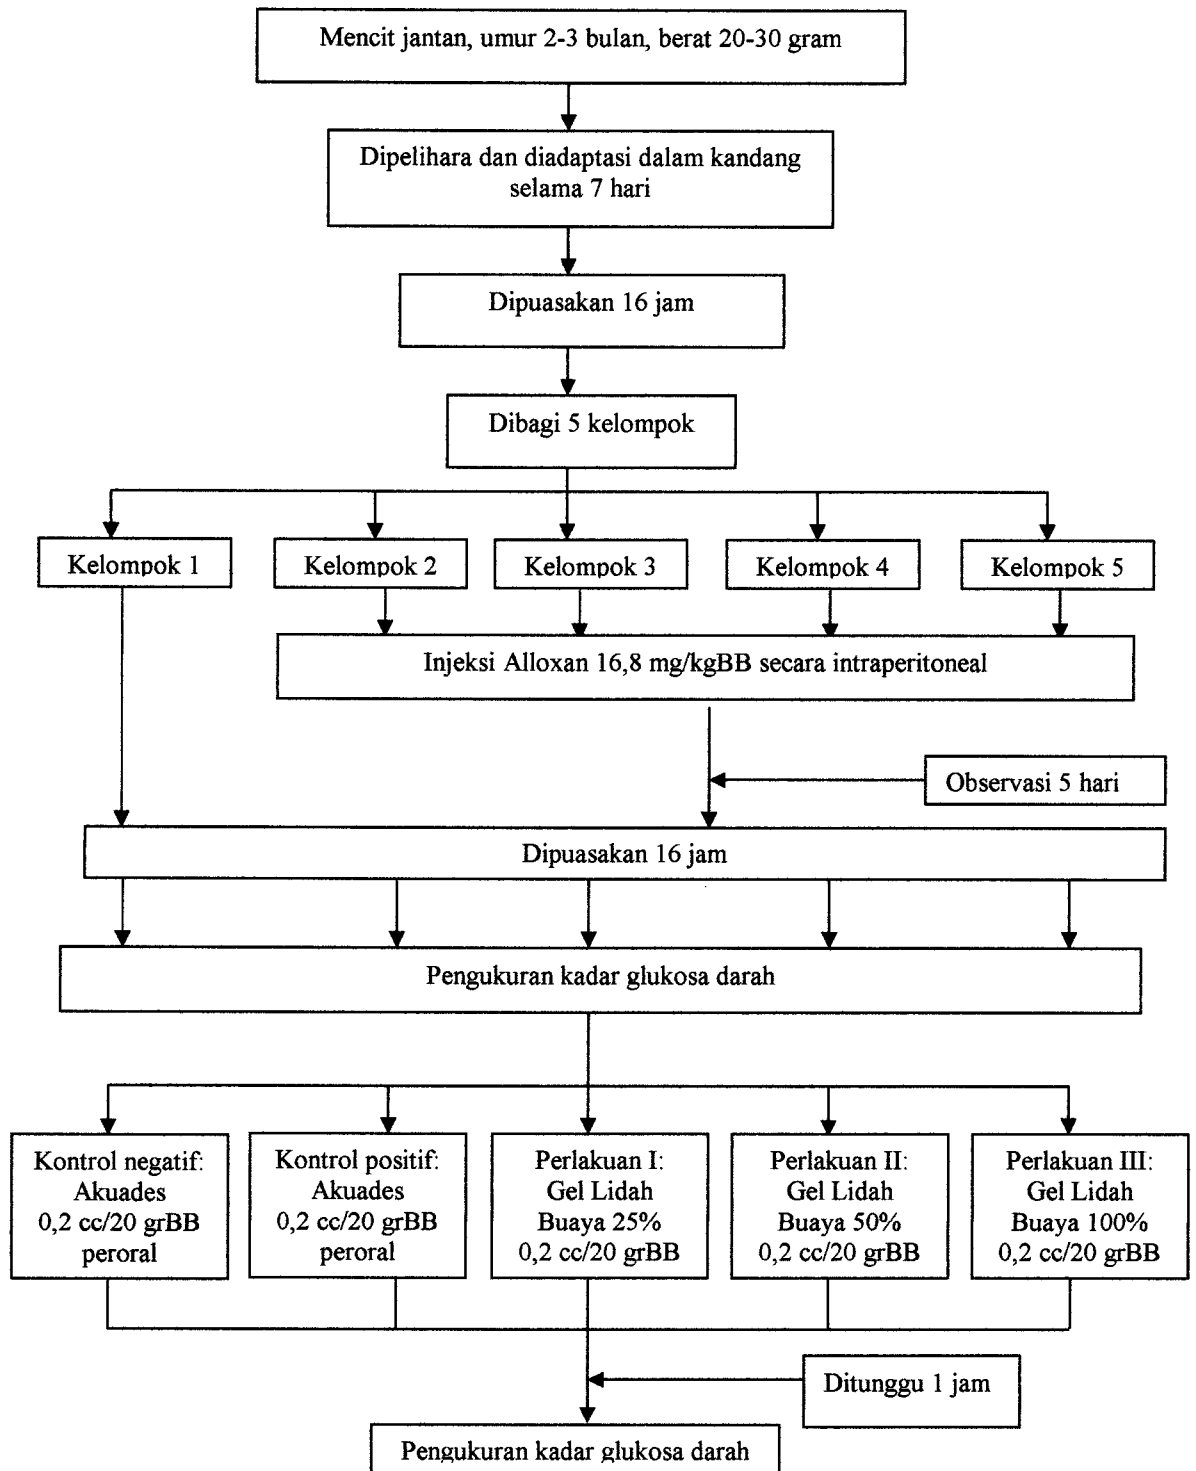 Mencit jantan, umur 2-3 bulan, berat 20-30 gram
Dipelihara dan diadaptasi dalam kandang
selama 7 hari
Dipuasakan 16 jam
Dibagi 5 kelompok
Kelompok 1
Kelompok 2
Kelompok 3
Kelompok 4
Kelompok 5
Injeksi Alloxan 16,8 mg/kgBB secara intraperitoneal
Observasi 5 hari
Dipuasakan 16 jam
Pengukuran kadar glukosa darah
Kontrol negatif:
Akuades
0,2 cc/20 grBB
peroral
Kontrol positif:
Akuades
0,2 cc/20 grBB
peroral
Perlakuan I:
Gel Lidah
Buaya 25%
0,2 cc/20 grBB
Perlakuan II:
Gel Lidah
Buaya 50%
0,2 cc/20 grBB
Perlakuan III:
Gel Lidah
Buaya 100%
0,2 cc/20 grBB
Ditunggu 1 jam
Pengukuran kadar glukosa darah